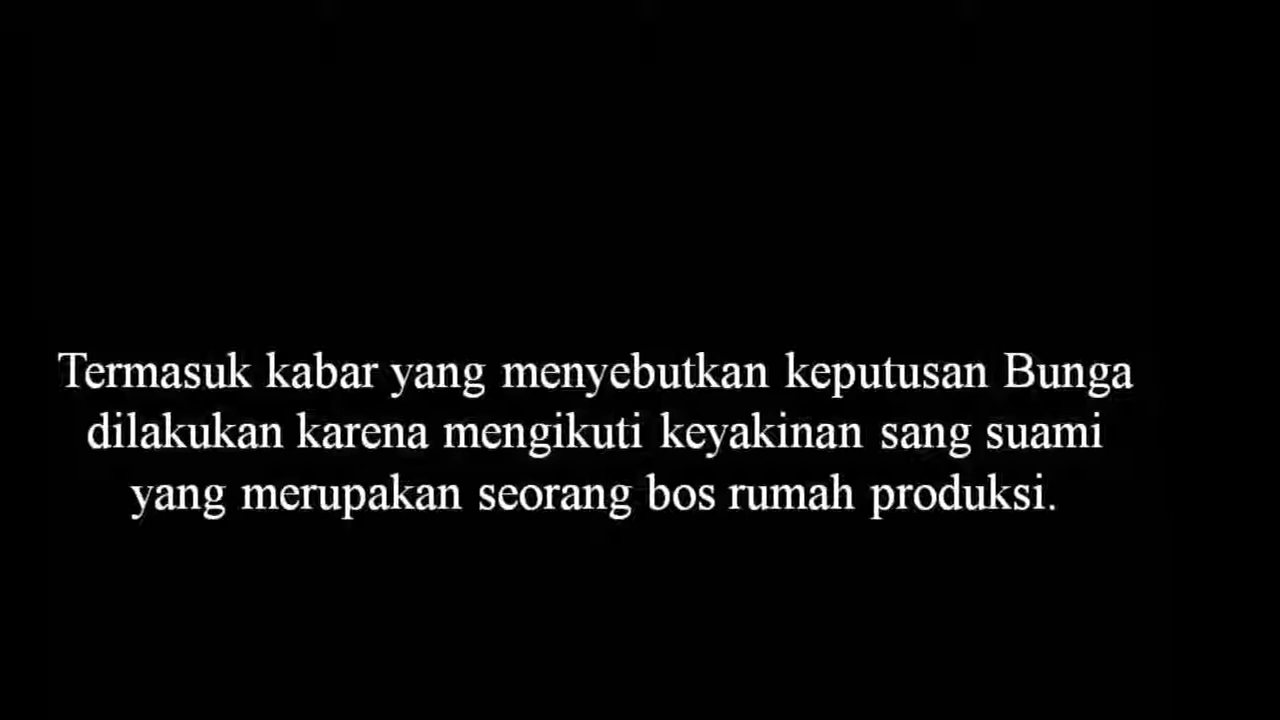 Termasuk kabar yang menyebutkan keputusan Bunga
dilakukan karena mengikuti keyakinan sang suami
yang merupakan seorang bos rumah produksi.